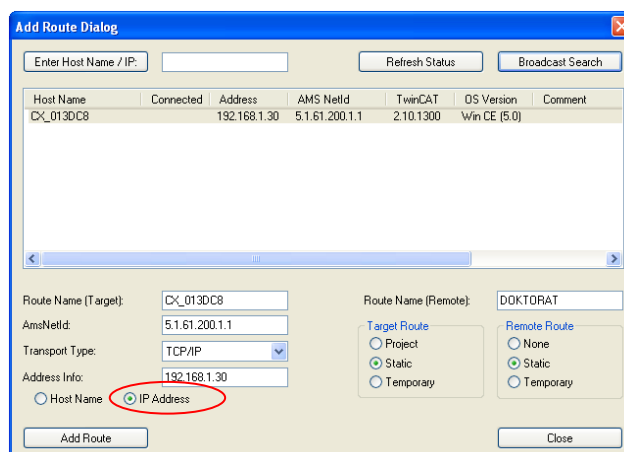 Add Route Dialog
Enter Host Name / IP: Refresh Status Broadcast Search
Host Name Connected Address AMS NetId TwinCAT OS Version Comment
CX_013DC8 192.168.1.30 5.1.61.200.1.1 2.10.1300 Win CE (5.0)
Route Name (Target): CX_013DC8 Route Name (Remote): DOKTORAT
AmsNetId: 5.1.61.200.1.1 Target Route Remote Route
Project None
Transport Type: TCP/IP Static Static
Address Info: 192.168.1.30 Temporary Temporary
Host Name IP Address
Add Route Close